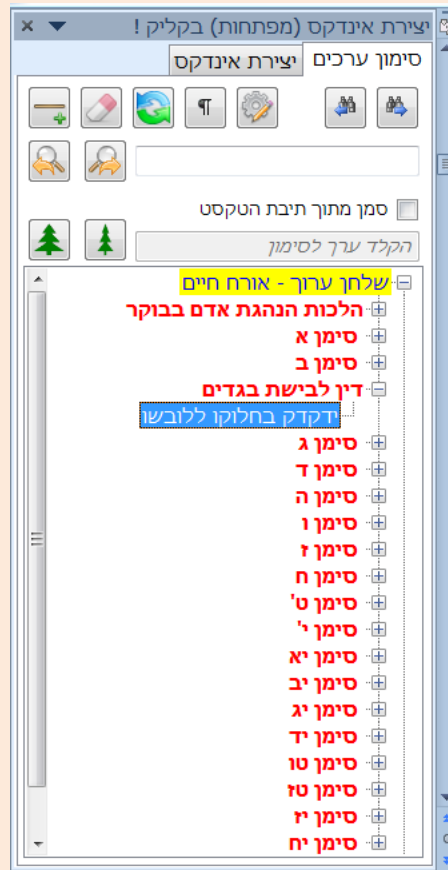 יצירת אינדקס (מפתחות) בקליק !
סימון ערכים
יצירת אינדקס
סמן מתוך תיבת הטקסט
הקלד ערך לסימון
שלחן ערוך - אורח חיים
הלכות הנהגת אדם בבוקר
סימן א
סימן ב
דין לבישת בגדים
ידקדק בחלוקו ללובשו
סימן ג
סימן ד
סימן ה
סימן ו
סימן ז
סימן ח
סימן ט'
סימן י'
סימן יא
סימן יב
סימן יג
סימן יד
סימן טו
סימן טז
סימן יז
סימן יח